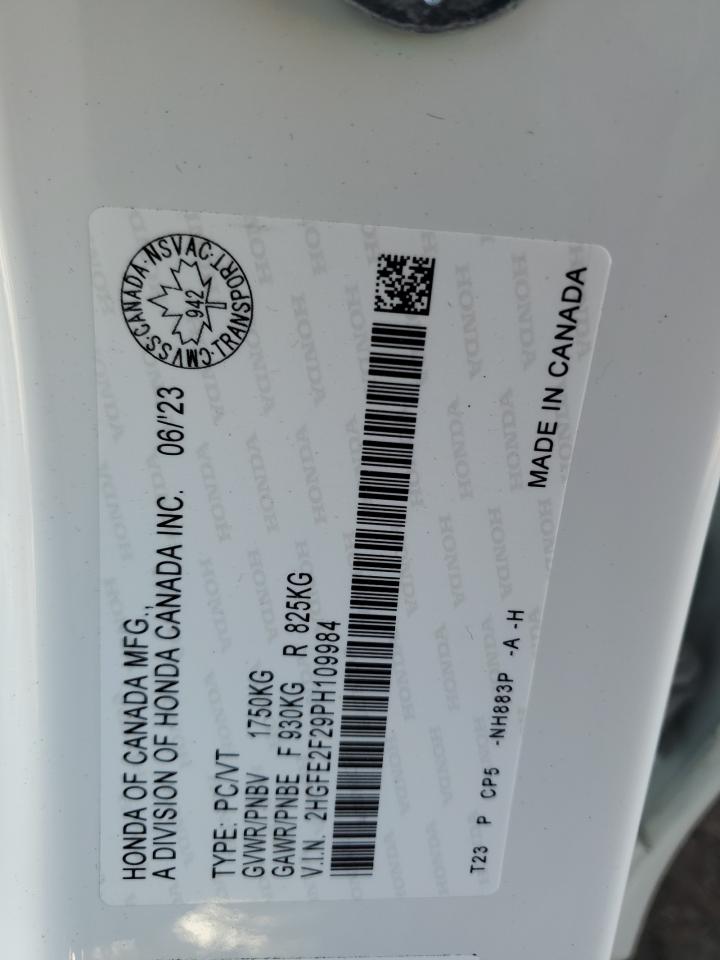 HONDA OF CANADA MFG.,
A DIVISION OF HONDA CANADA INC. 06/'23
CMVSS·CANADA·NSVAC·TRANSPORT·
942
TYPE: PC/VT
GVWR/PNBV 1750KG
GAWR/PNBE F 930KG R 825KG
V.I.N. 2HGFE2F29PH109984
T23 P CP5 -NH883P -A -H
MADE IN CANADA